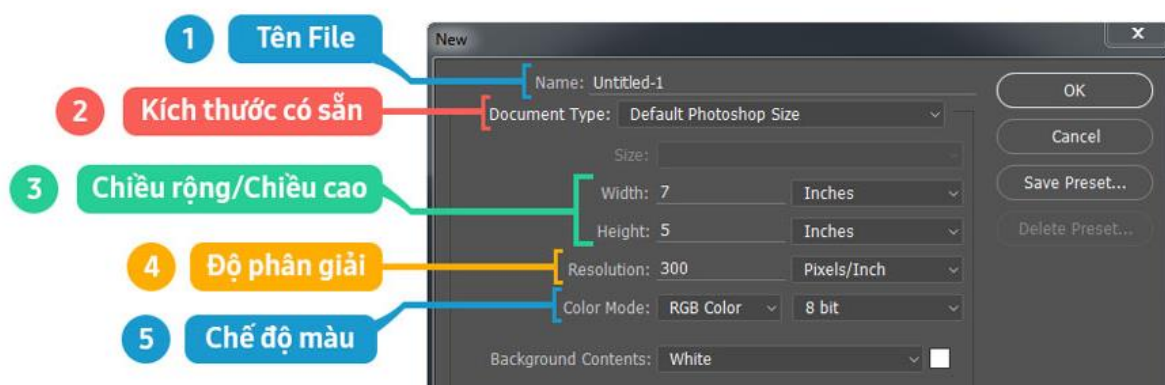 1 Tên File
2 Kích thước có sẵn
3 Chiều rộng/Chiều cao
4 Độ phân giải
5 Chế độ màu
New
x
Name: Untitled-1
Document Type: Default Photoshop Size
Size:
Width: 7 Inches
Height: 5 Inches
Resolution: 300 Pixels/Inch
Color Mode: RGB Color 8 bit
Background Contents: White
OK
Cancel
Save Preset...
Delete Preset...